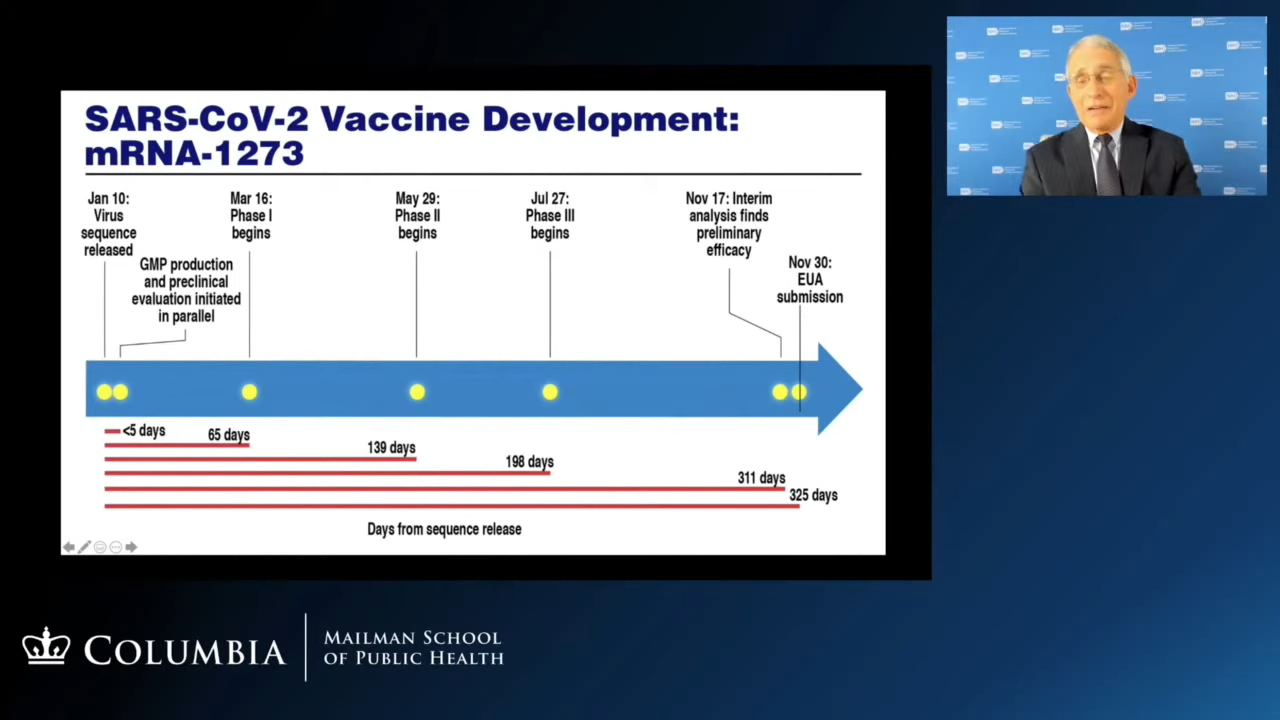 SARS-CoV-2 Vaccine Development:
mRNA-1273
Jan 10:
Virus
sequence
released
GMP production
and preclinical
evaluation initiated
in parallel
Mar 16:
Phase I
begins
May 29:
Phase II
begins
Jul 27:
Phase III
begins
Nov 17: Interim
analysis finds
preliminary
efficacy
Nov 30:
EUA
submission
<5 days
65 days
139 days
198 days
311 days
325 days
Days from sequence release
COLUMBIA
MAILMAN SCHOOL
OF PUBLIC HEALTH